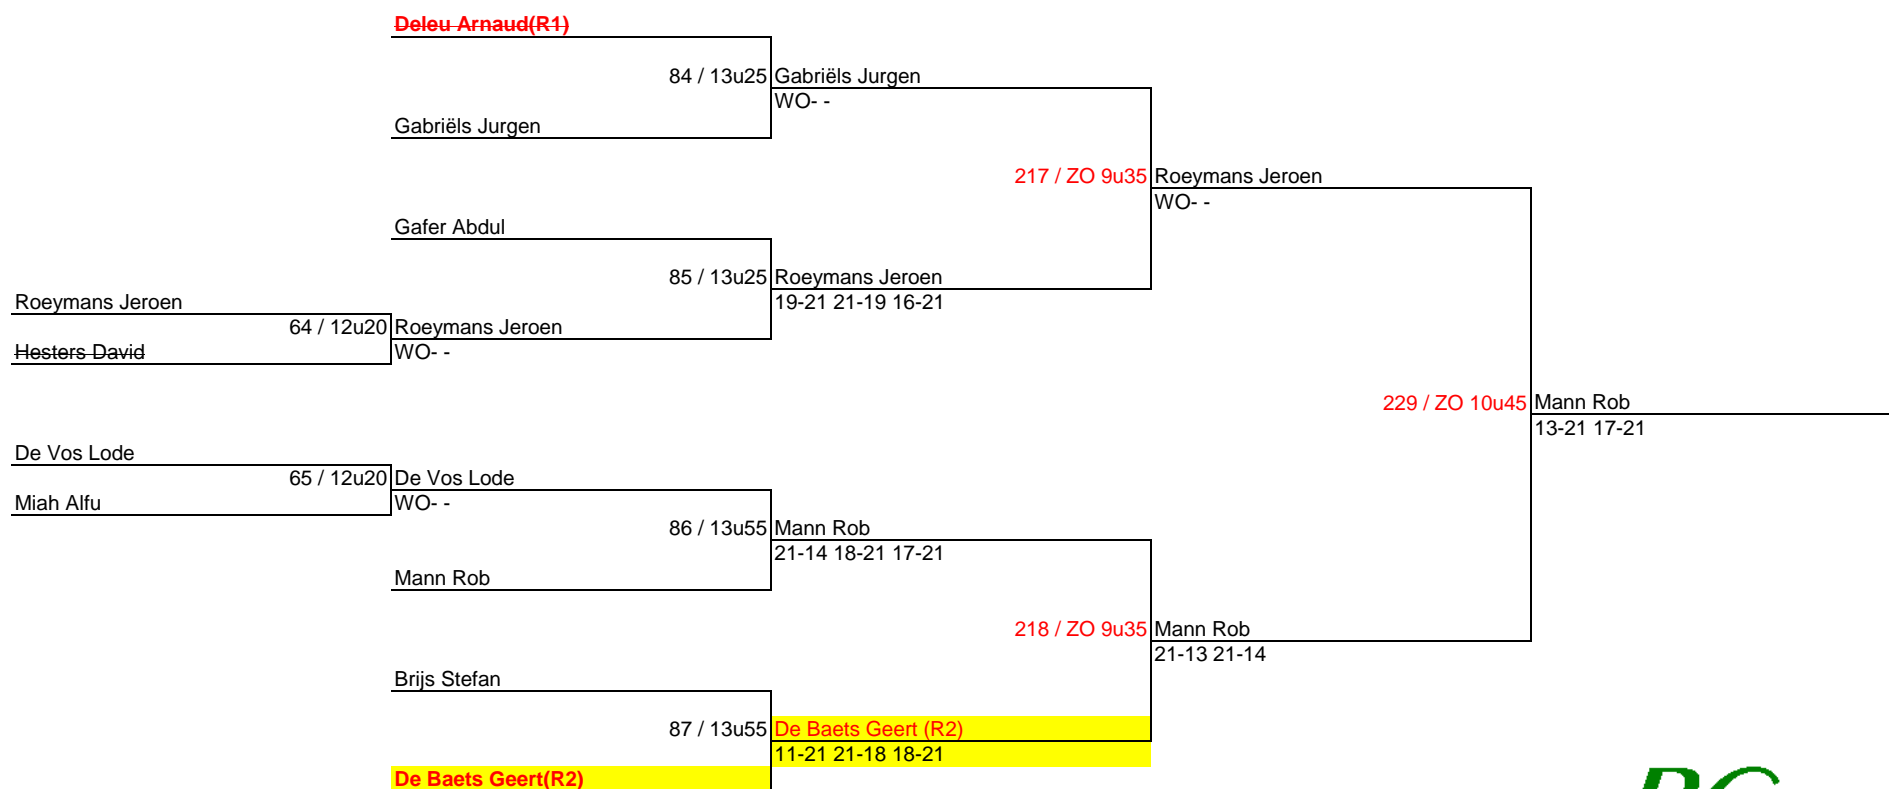 Deleu Arnaud(R1)
84 / 13u25 Gabriëls Jurgen
WO- -
Gabriëls Jurgen
217 / ZO 9u35 Roeymans Jeroen
WO- -
Gafer Abdul
85 / 13u25 Roeymans Jeroen
19-21 21-19 16-21
Roeymans Jeroen
64 / 12u20 Roeymans Jeroen
Hesters David
WO- -
229 / ZO 10u45 Mann Rob
13-21 17-21
De Vos Lode
65 / 12u20 De Vos Lode
Miah Alfu
WO- -
86 / 13u55 Mann Rob
21-14 18-21 17-21
Mann Rob
218 / ZO 9u35 Mann Rob
21-13 21-14
Brijs Stefan
87 / 13u55 De Baets Geert (R2)
11-21 21-18 18-21
De Baets Geert(R2)